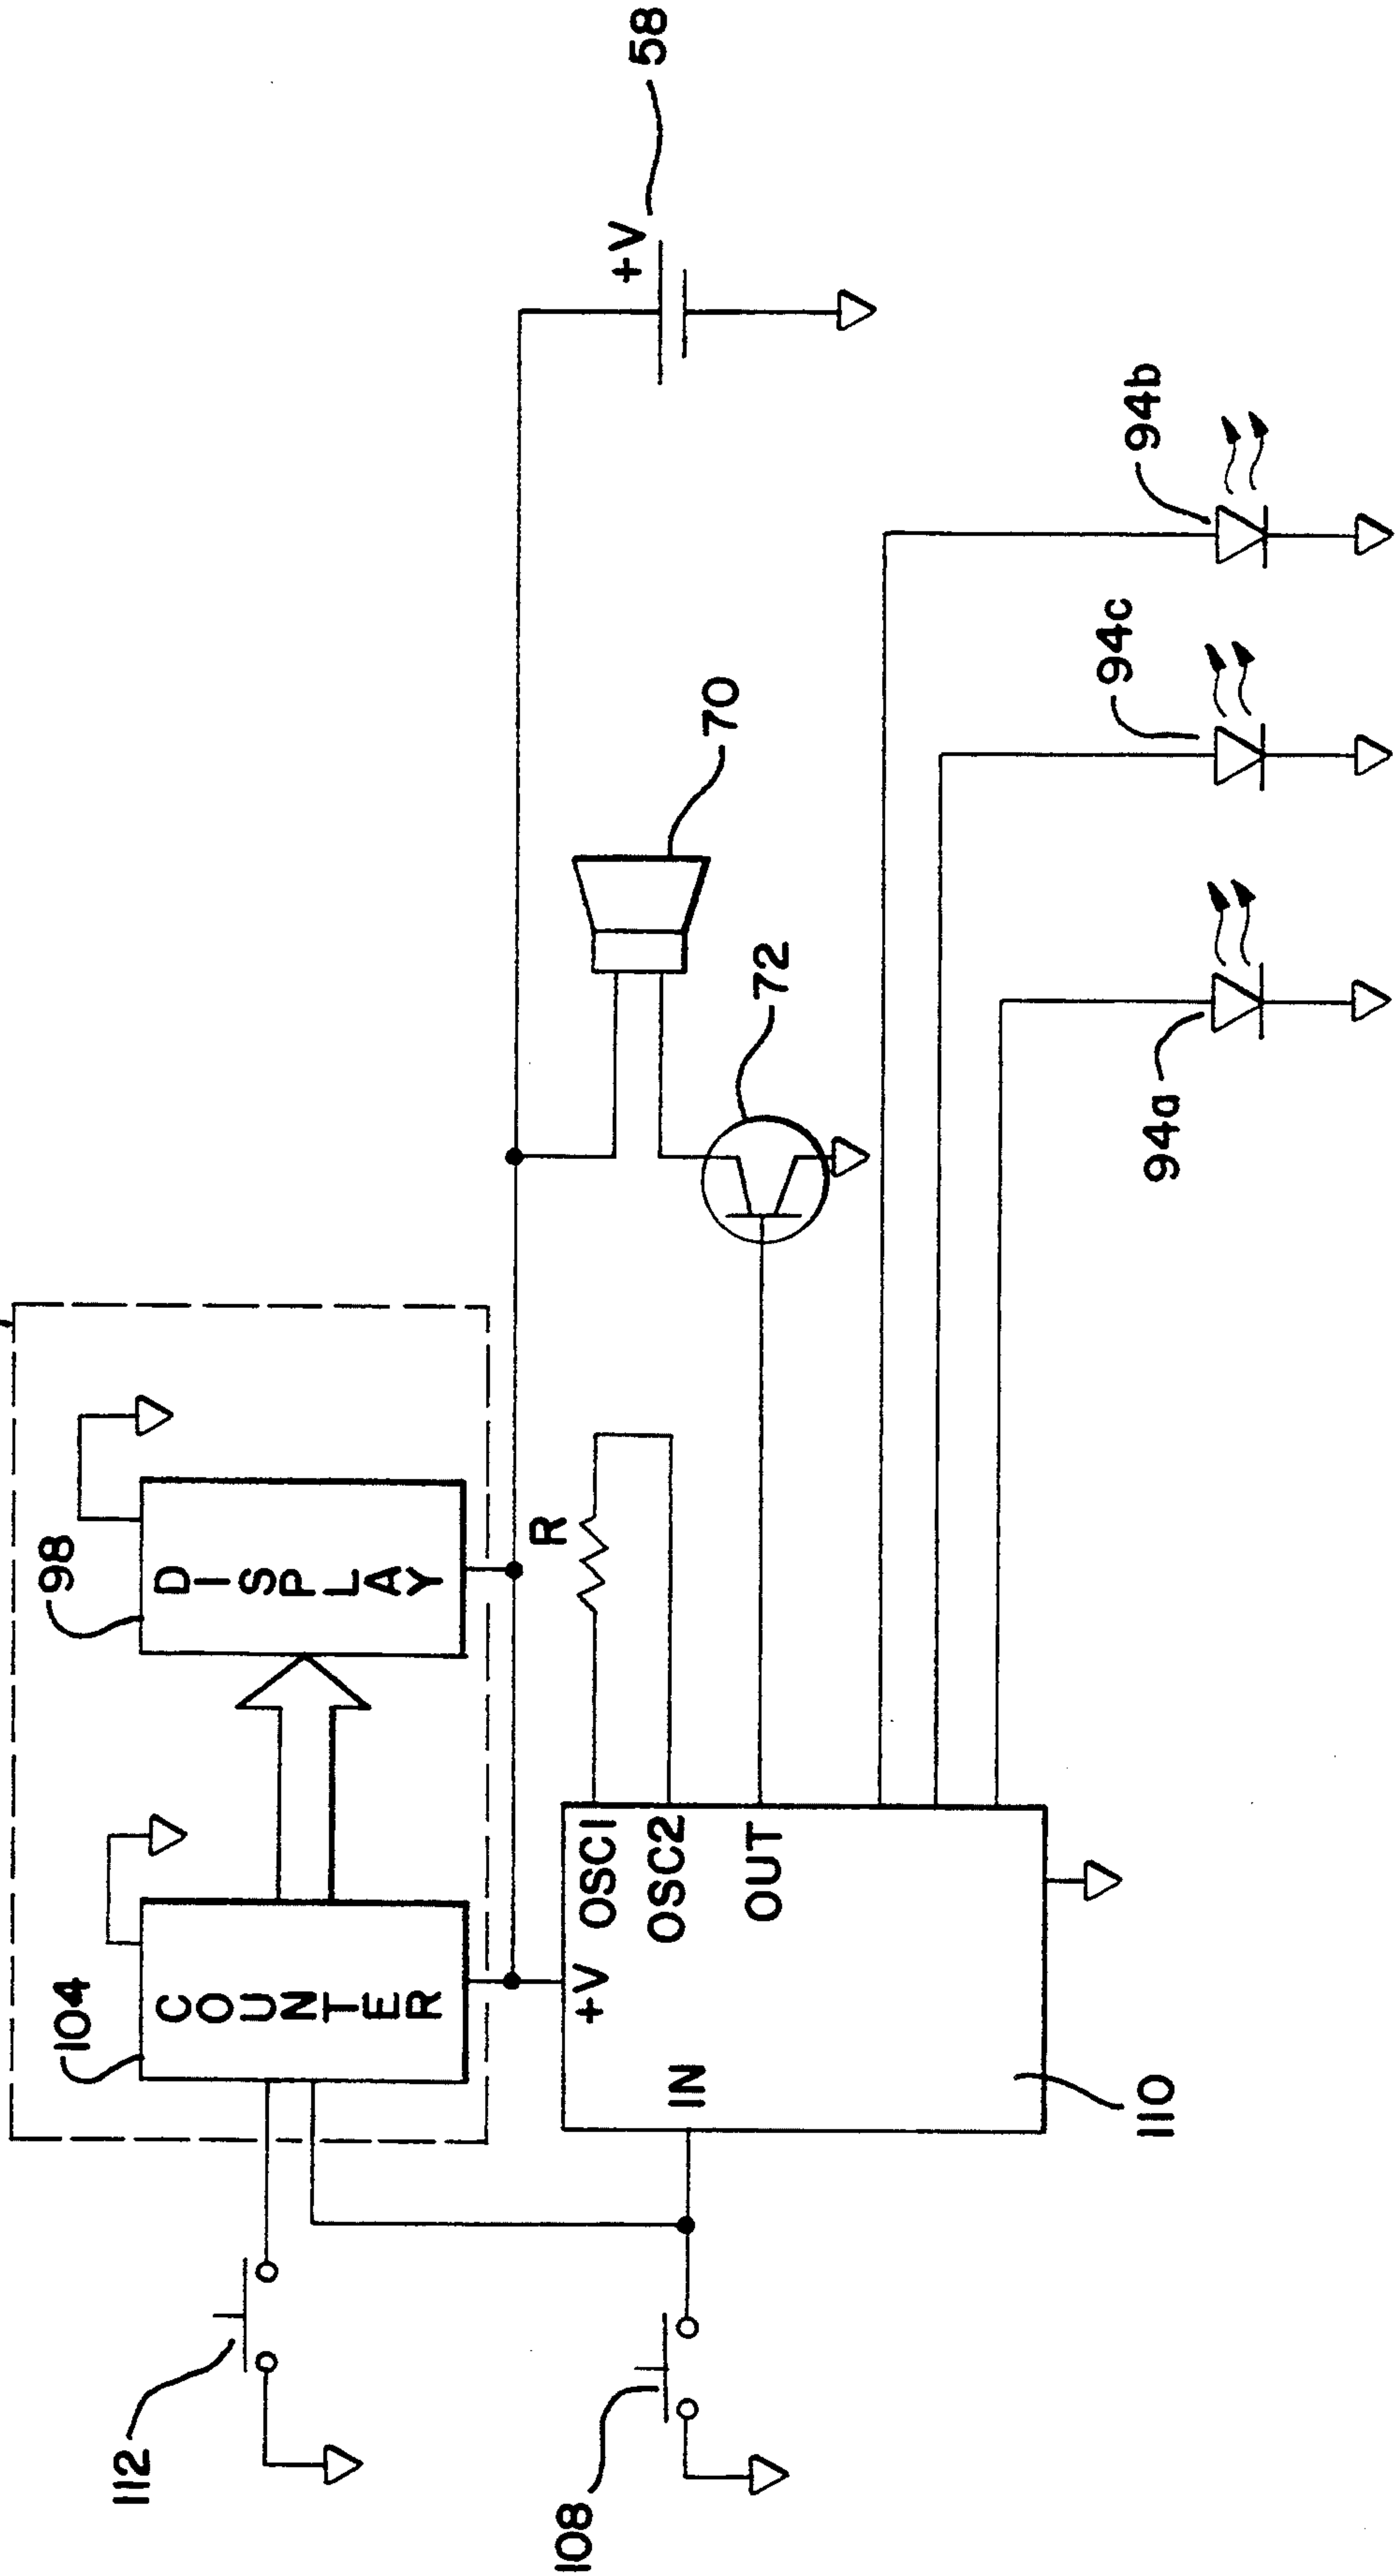 112
108
104
COUNTER
98
DISPLAY
+V
IN
OSC1
OSC2
OUT
110
R
72
70
+V
58
94a
94c
94b